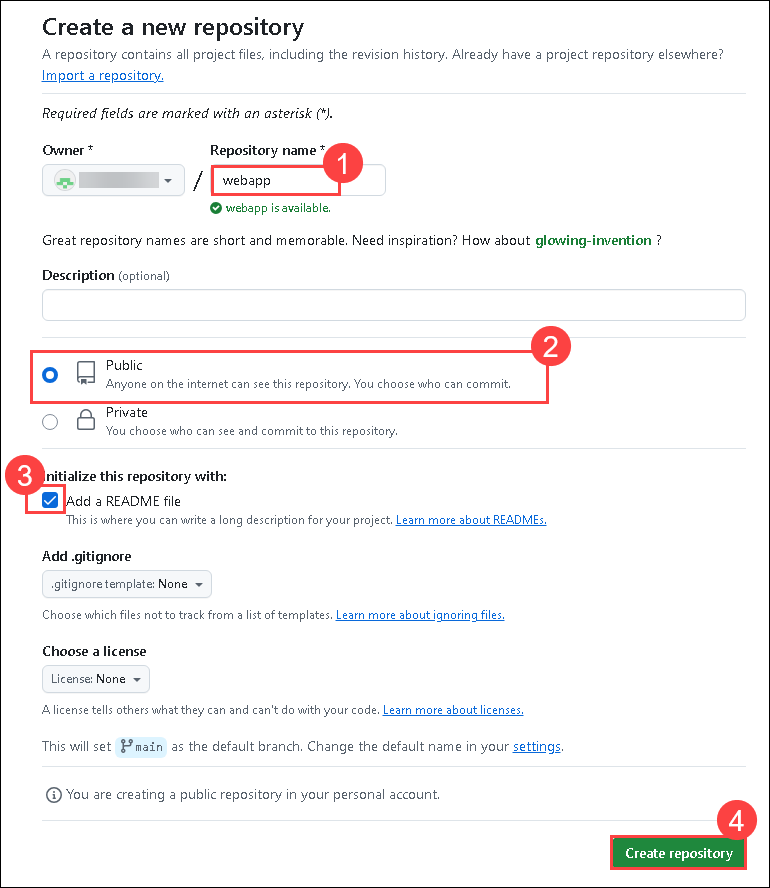 Create a new repository
A repository contains all project files, including the revision history. Already have a project repository elsewhere?
Import a repository.
Required fields are marked with an asterisk (*).
Owner * Repository name *
1
/ webapp
webapp is available.
Great repository names are short and memorable. Need inspiration? How about glowing-invention ?
Description (optional)
2
Public
Anyone on the internet can see this repository. You choose who can commit.
Private
You choose who can see and commit to this repository.
3
Initialize this repository with:
Add a README file
This is where you can write a long description for your project. Learn more about READMEs.
Add .gitignore
.gitignore template: None
Choose which files not to track from a list of templates. Learn more about ignoring files.
Choose a license
License: None
A license tells others what they can and can't do with your code. Learn more about licenses.
This will set main as the default branch. Change the default name in your settings.
You are creating a public repository in your personal account.
4
Create repository